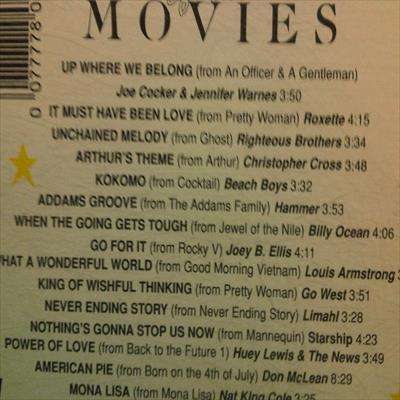 MOVIES
UP WHERE WE BELONG (from An Officer & A Gentleman)
Joe Cocker & Jennifer Warnes 3:50
IT MUST HAVE BEEN LOVE (from Pretty Woman) Roxette 4:15
UNCHAINED MELODY (from Ghost) Righteous Brothers 3:34
ARTHUR'S THEME (from Arthur) Christopher Cross 3:48
KOKOMO (from Cocktail) Beach Boys 3:32
ADDAMS GROOVE (from The Addams Family) Hammer 3:53
WHEN THE GOING GETS TOUGH (from Jewel of the Nile) Billy Ocean 4:06
GO FOR IT (from Rocky V) Joey B. Ellis 4:11
HAT A WONDERFUL WORLD (from Good Morning Vietnam) Louis Armstrong 3
KING OF WISHFUL THINKING (from Pretty Woman) Go West 3:51
NEVER ENDING STORY (from Never Ending Story) Limahl 3:28
NOTHING'S GONNA STOP US NOW (from Mannequin) Starship 4:23
POWER OF LOVE (from Back to the Future 1) Huey Lewis & The News 3:49
AMERICAN PIE (from Born on the 4th of July) Don McLean 8:29
MONA LISA (from Mona Lisa) Nat King Cole 3:
0 077778 0